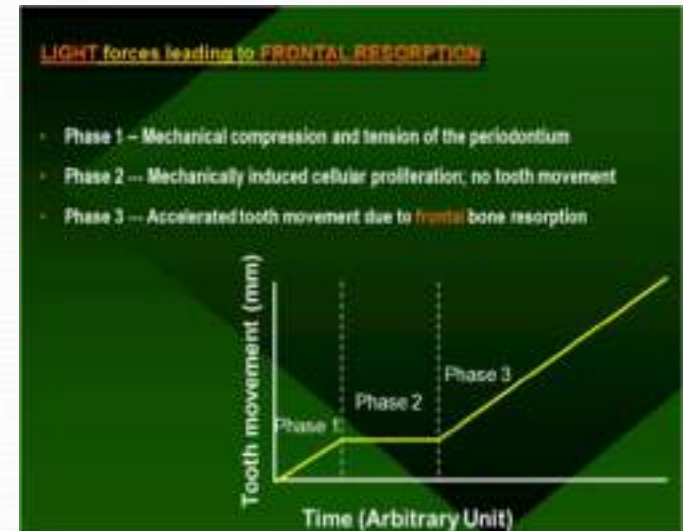 LIGHT forces leading to FRONTAL RESORPTION
• Phase 1 – Mechanical compression and tension of the periodontium
• Phase 2 --- Mechanically induced cellular proliferation; no tooth movement
• Phase 3 --- Accelerated tooth movement due to frontal bone resorption
Tooth movement (mm)
Phase 1
Phase 2
Phase 3
Time (Arbitrary Unit)